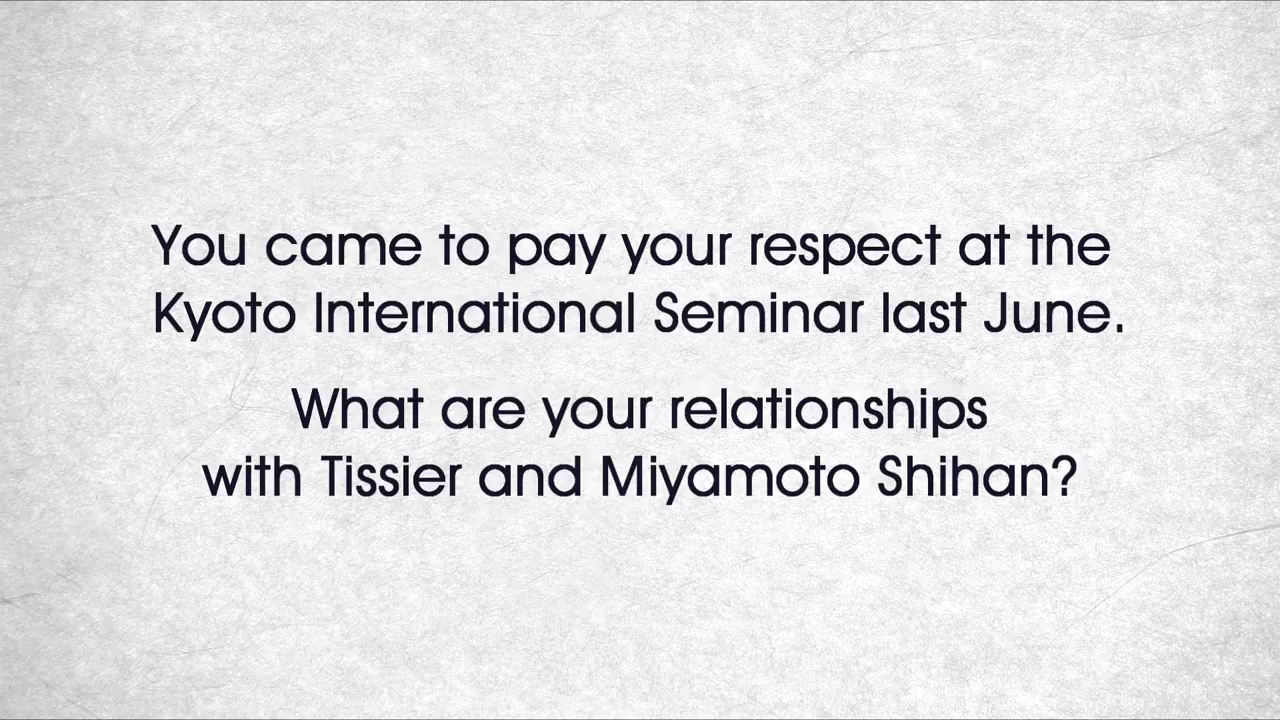 You came to pay your respect at the
Kyoto International Seminar last June.
What are your relationships
with Tissier and Miyamoto Shihan?